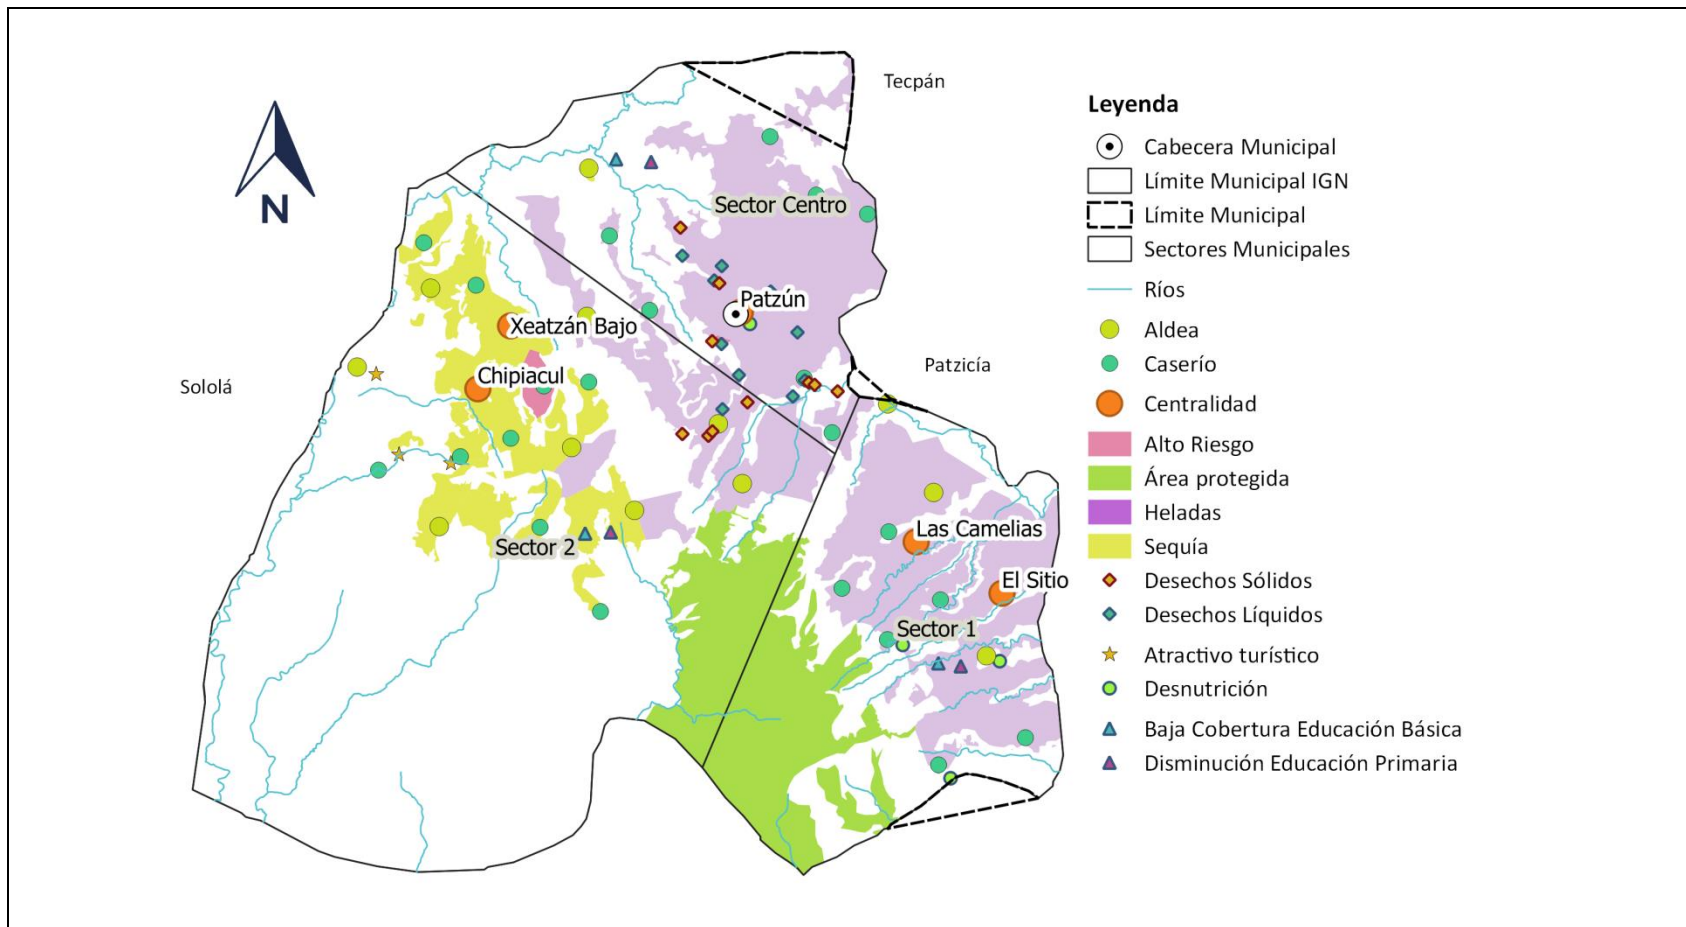 Tecpán
N
Sector Centro
Patzún
Xeatzán Bajo
Chipiacul
Sololá
Patzicía
Sector 2
Las Camelias
El Sitio
Sector 1
Leyenda
Cabecera Municipal
Límite Municipal IGN
Límite Municipal
Sectores Municipales
Ríos
Aldea
Caserío
Centralidad
Alto Riesgo
Área protegida
Heladas
Sequía
Desechos Sólidos
Desechos Líquidos
Atractivo turístico
Desnutrición
Baja Cobertura Educación Básica
Disminución Educación Primaria